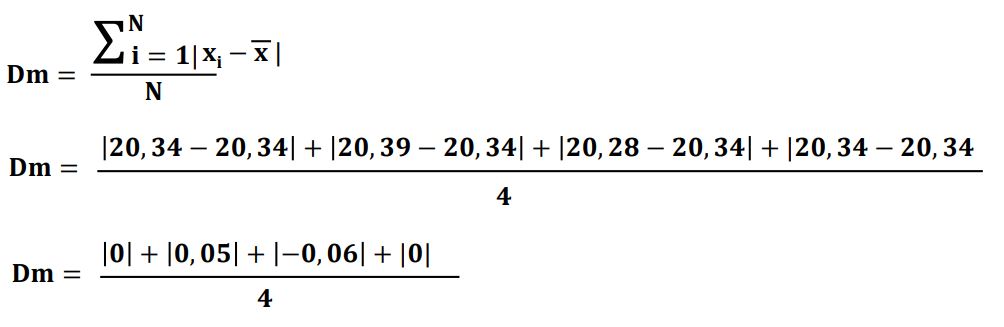 Dm = ∑ᴺ i = 1|xᵢ − x̅| / N
Dm = |20,34 − 20,34| + |20,39 − 20,34| + |20,28 − 20,34| + |20,34 − 20,34 / 4
Dm = |0| + |0,05| + |−0,06| + |0| / 4